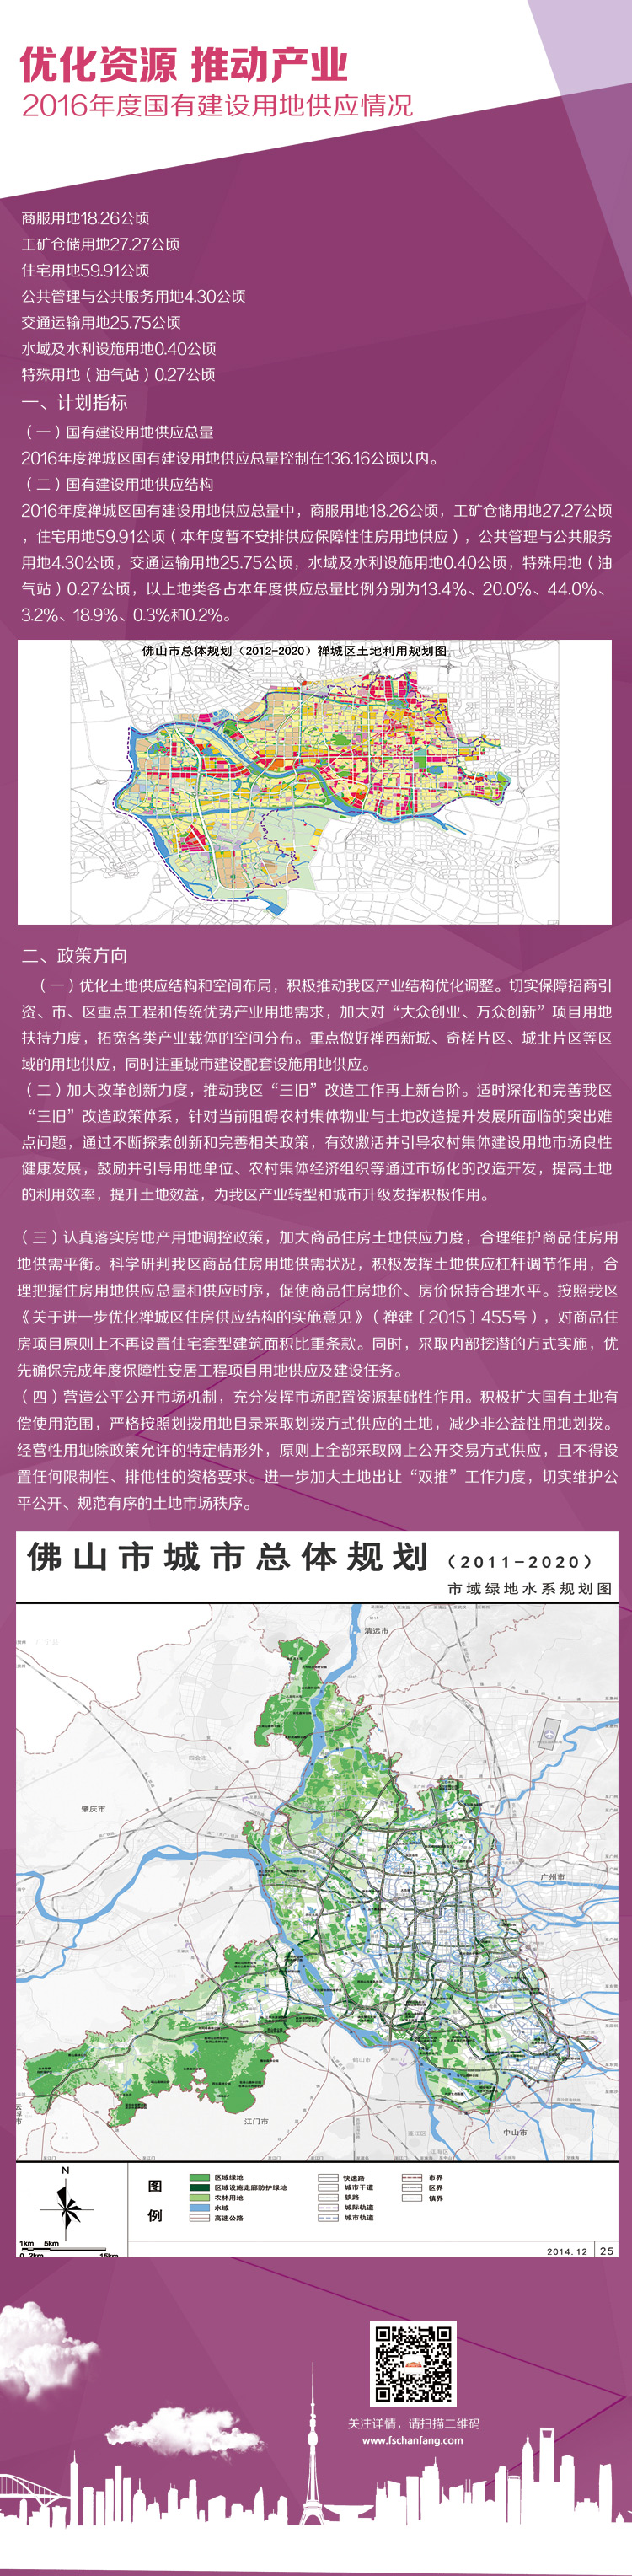 优化资源 推动产业
2016年度国有建设用地供应情况
商服用地18.26公顷
工矿仓储用地27.27公顷
住宅用地59.91公顷
公共管理与公共服务用地4.30公顷
交通运输用地25.75公顷
水域及水利设施用地0.40公顷
特殊用地（油气站）0.27公顷
一、计划指标
（一）国有建设用地供应总量
2016年度禅城区国有建设用地供应总量控制在136.16公顷以内。
（二）国有建设用地供应结构
2016年度禅城区国有建设用地供应总量中，商服用地18.26公顷，工矿仓储用地27.27公顷
，住宅用地59.91公顷（本年度暂不安排供应保障性住房用地供应），公共管理与公共服务
用地4.30公顷，交通运输用地25.75公顷，水域及水利设施用地0.40公顷，特殊用地（油
气站）0.27公顷，以上地类各占本年度供应总量比例分别为13.4%、20.0%、44.0%、
3.2%、18.9%、0.3%和0.2%。
佛山市总体规划（2012-2020）禅城区土地利用规划图
二、政策方向
（一）优化土地供应结构和空间布局，积极推动我区产业结构优化调整。切实保障招商引
资、市、区重点工程和传统优势产业用地需求，加大对“大众创业、万众创新”项目用地
扶持力度，拓宽各类产业载体的空间分布。重点做好禅西新城、奇槎片区、城北片区等区
域的用地供应，同时注重城市建设配套设施用地供应。
（二）加大改革创新力度，推动我区“三旧”改造工作再上新台阶。适时深化和完善我区
“三旧”改造政策体系，针对当前阻碍农村集体物业与土地改造提升发展所面临的突出难
点问题，通过不断探索创新和完善相关政策，有效激活并引导农村集体建设用地市场良性
健康发展，鼓励并引导用地单位、农村集体经济组织等通过市场化的改造开发，提高土地
的利用效率，提升土地效益，为我区产业转型和城市升级发挥积极作用。
（三）认真落实房地产用地调控政策，加大商品住房土地供应力度，合理维护商品住房用
地供需平衡。科学研判我区商品住房用地供需状况，积极发挥土地供应杠杆调节作用，合
理把握住房用地供应总量和供应时序，促使商品住房地价、房价保持合理水平。按照我区
《关于进一步优化禅城区住房供应结构的实施意见》（禅建〔2015〕455号），对商品住
房项目原则上不再设置住宅套型建筑面积比重条款。同时，采取内部挖潜的方式实施，优
先确保完成年度保障性安居工程项目用地供应及建设任务。
（四）营造公平公开市场机制，充分发挥市场配置资源基础性作用。积极扩大国有土地有
偿使用范围，严格按照划拨用地目录采取划拨方式供应的土地，减少非公益性用地划拨。
经营性用地除政策允许的特定情形外，原则上全部采取网上公开交易方式供应，且不得设
置任何限制性、排他性的资格要求。进一步加大土地出让“双推”工作力度，切实维护公
平公开、规范有序的土地市场秩序。
佛山市城市总体规划（2011-2020）
市域绿地水系规划图
清远市
四会市
肇庆市
广州市
鹤山市
云浮市
江门市
蓬江区
江海区
中山市
N
图例
区域绿地
区域设施走廊防护绿地
农林用地
水域
高速公路
快速路
城市干道
铁路
城际轨道
城市轨道
市界
区界
镇界
1km 5km
0 2km 15km
2014.12 25
关注详情，请扫描二维码
www.fschanfang.com